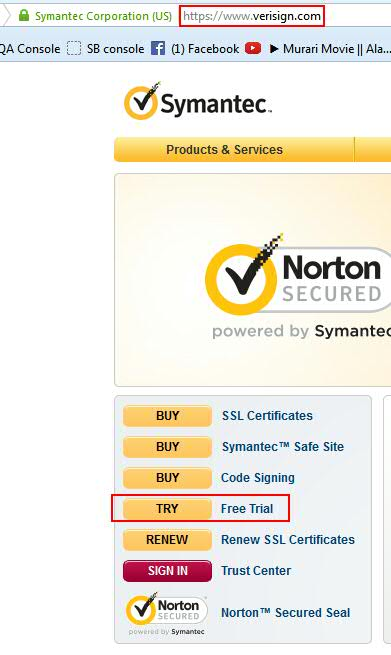 Symantec Corporation (US) https://www.verisign.com
QA Console SB console (1) Facebook ► Murari Movie || Ala...
Symantec™
Products & Services
Norton
SECURED
powered by Symantec
BUY SSL Certificates
BUY Symantec™ Safe Site
BUY Code Signing
TRY Free Trial
RENEW Renew SSL Certificates
SIGN IN Trust Center
Norton
SECURED
powered by Symantec
Norton™ Secured Seal